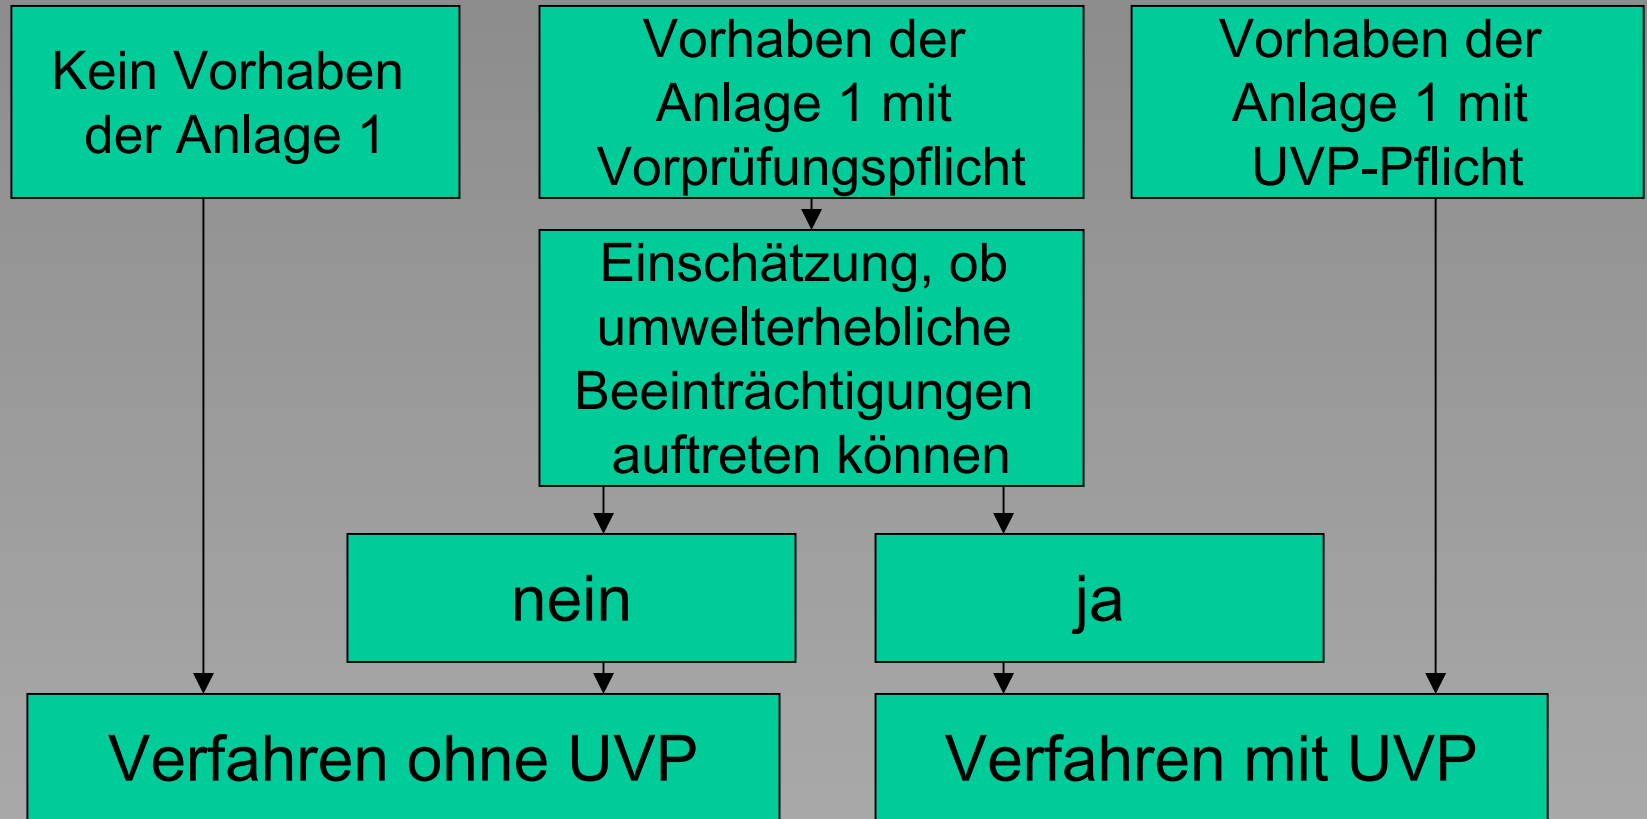 Kein Vorhaben
der Anlage 1
Vorhaben der
Anlage 1 mit
Vorprüfungspflicht
Vorhaben der
Anlage 1 mit
UVP-Pflicht
Einschätzung, ob
umwelterhebliche
Beeinträchtigungen
auftreten können
nein
ja
Verfahren ohne UVP
Verfahren mit UVP